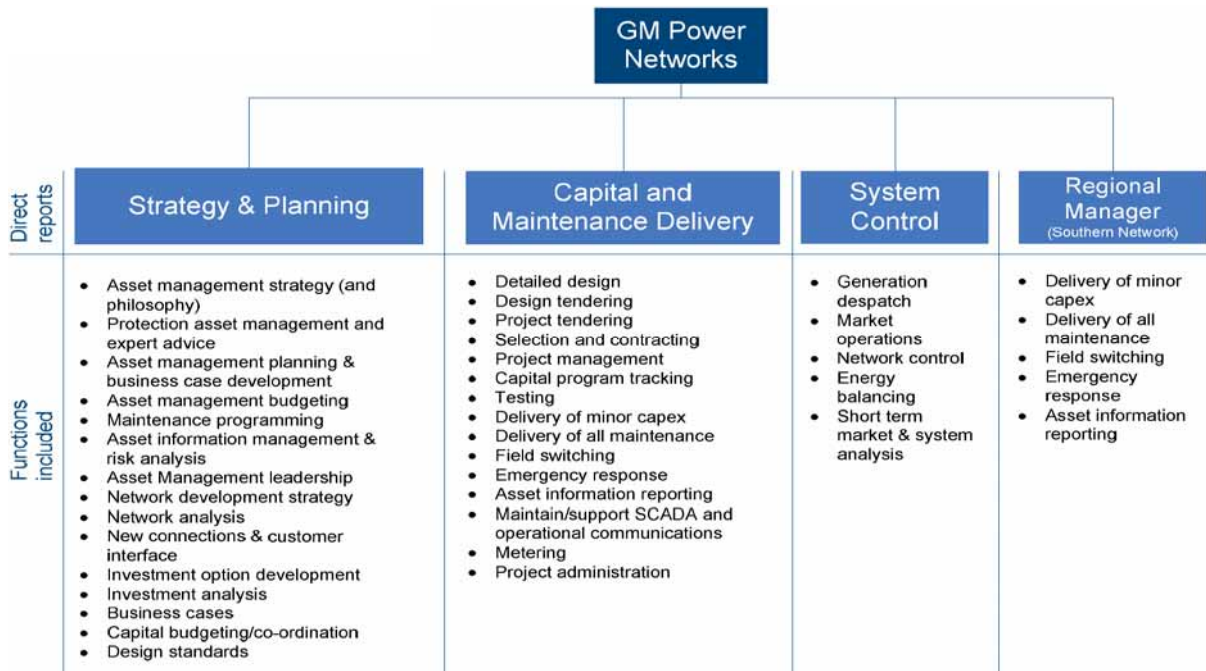 GM Power
Networks
Direct
reports
Strategy & Planning
Capital and
Maintenance Delivery
System
Control
Regional
Manager
(Southern Network)
Functions
included
• Asset management strategy (and
philosophy)
• Protection asset management and
expert advice
• Asset management planning &
business case development
• Asset management budgeting
• Maintenance programming
• Asset information management &
risk analysis
• Asset Management leadership
• Network development strategy
• Network analysis
• New connections & customer
interface
• Investment option development
• Investment analysis
• Business cases
• Capital budgeting/co-ordination
• Design standards
• Detailed design
• Design tendering
• Project tendering
• Selection and contracting
• Project management
• Capital program tracking
• Testing
• Delivery of minor capex
• Delivery of all maintenance
• Field switching
• Emergency response
• Asset information reporting
• Maintain/support SCADA and
operational communications
• Metering
• Project administration
• Generation
despatch
• Market
operations
• Network control
• Energy
balancing
• Short term
market & system
analysis
• Delivery of minor
capex
• Delivery of all
maintenance
• Field switching
• Emergency
response
• Asset information
reporting